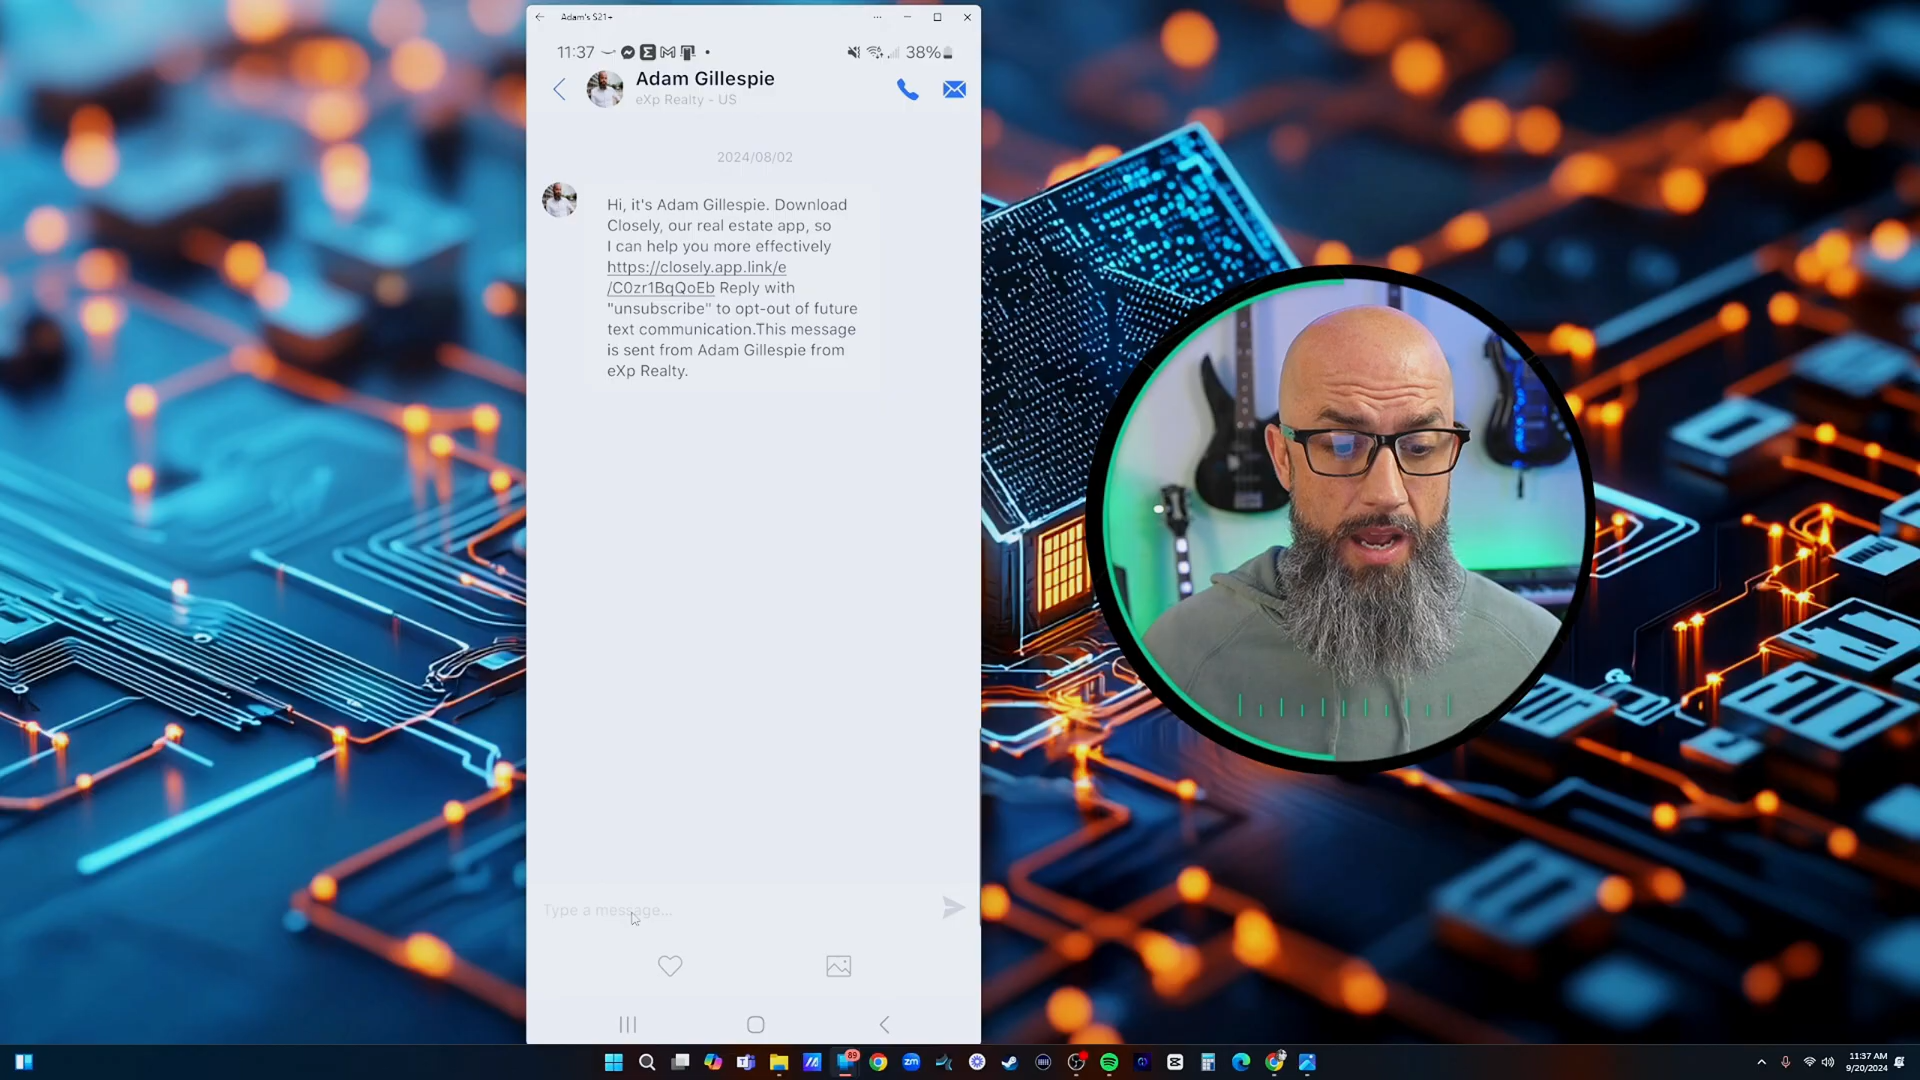 Adam's S21+
11:37
38%
Adam Gillespie
eXp Realty - US
2024/08/02
Hi, it's Adam Gillespie. Download
Closely, our real estate app, so
I can help you more effectively
https://closely.app.link/e
/C0zr1BqQoEb Reply with
"unsubscribe" to opt-out of future
text communication.This message
is sent from Adam Gillespie from
eXp Realty.
Type a message...
89
zm
11:37 AM
9/20/2024